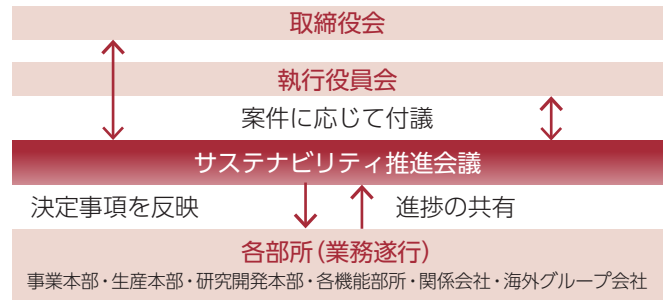 取締役会
執行役員会
案件に応じて付議
サステナビリティ推進会議
決定事項を反映 進捗の共有
各部所(業務遂行)
事業本部・生産本部・研究開発本部・各機能部所・関係会社・海外グループ会社